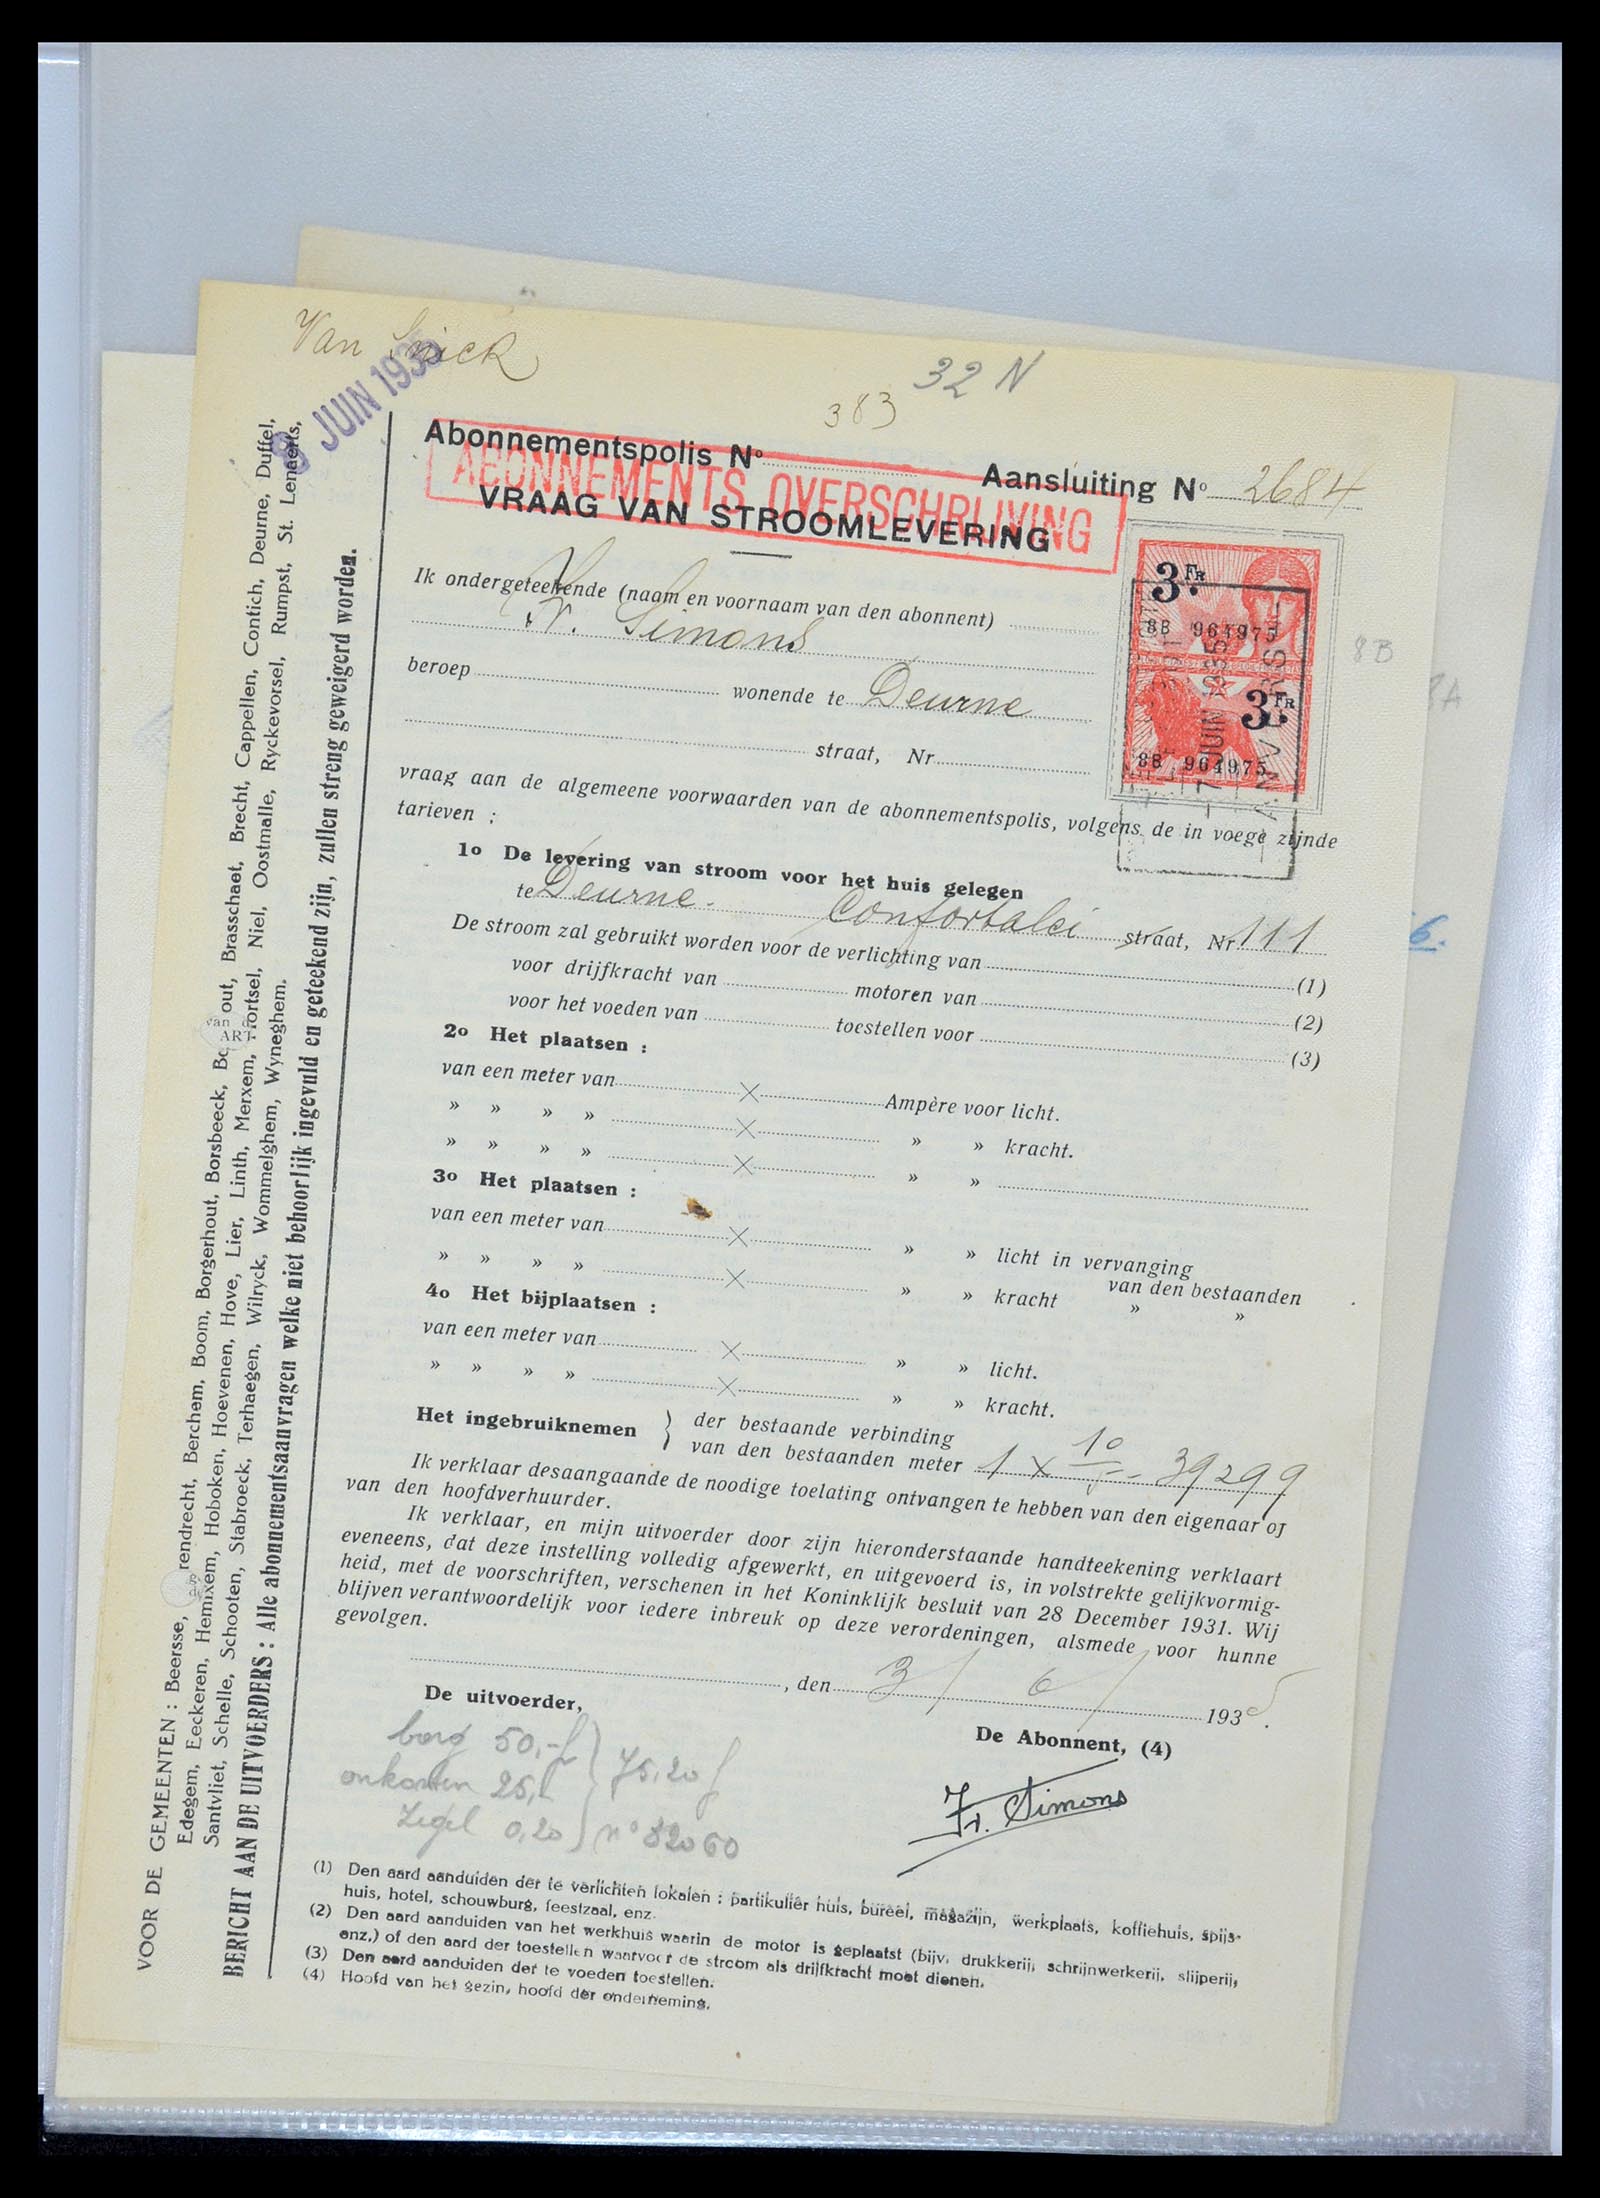 Van
8 JUIN 1935
32 N
383
Abonnementspolis No
Aansluiting No 2684
ABONNEMENTS OVERSCHRIJVING
VRAAG VAN STROOMLEVERING
Ik ondergeteekende (naam en voornaam van den abonnent)
Fr. Simons
beroep wonende te Deurne
straat, Nr
3 Fr.
8B 964975
3 Fr.
8B 964975
7 JUIN 1935
8B
8A
vraag aan de algemeene voorwaarden van de abonnementspolis, volgens de in voege zijnde
tarieven :
1o De levering van stroom voor het huis gelegen
te Deurne. Confortalei straat, Nr 111
De stroom zal gebruikt worden voor de verlichting van (1)
voor drijfkracht van motoren van (2)
voor het voeden van toestellen voor (3)
2o Het plaatsen :
van een meter van × Ampère voor licht.
» » » » × » » kracht.
» » » » × » »
3o Het plaatsen :
van een meter van × » » licht in vervanging
van den bestaanden
» » » » × » » kracht » »
4o Het bijplaatsen :
van een meter van × » » licht.
» » » » × » » kracht.
Het ingebruiknemen } der bestaande verbinding
van den bestaanden meter 1 x 10 39299
Ik verklaar desaangaande de noodige toelating ontvangen te hebben van den eigenaar of
van den hoofdverhuurder.
Ik verklaar, en mijn uitvoerder door zijn hieronderstaande handteekening verklaart
eveneens, dat deze instelling volledig afgewerkt, en uitgevoerd is, in volstrekte gelijkvormig-
heid, met de voorschriften, verschenen in het Koninklijk besluit van 28 December 1931. Wij
blijven verantwoordelijk voor iedere inbreuk op deze verordeningen, alsmede voor hunne
gevolgen.
, den 3 / 6 / 1935.
De uitvoerder,
De Abonnent, (4)
borg 50,-f } 75,20 f
onkosten 25,
Zegel 0,20 } no 82060
Fr. Simons
(1) Den aard aanduiden der te verlichten lokalen : partikulier huis, bureel, magazijn, werkplaats, koffiehuis, spijs-
huis, hotel, schouwburg, feestzaal, enz.
(2) Den aard aanduiden van het werkhuis waarin de motor is geplaatst (bijv. drukkerij, schrijnwerkerij, slijperij,
enz.) of den aard der toestellen waarvoor de stroom als drijfkracht moet dienen.
(3) Den aard aanduiden der te voeden toestellen.
(4) Hoofd van het gezin, hoofd der onderneming.
VOOR DE GEMEENTEN : Beersse, rendrecht, Berchem, Boom, Borgerhout, Borsbeeck, out, Brasschaet, Brecht, Cappellen, Contich, Deurne, Duffel,
Edegem, Eeckeren, Hemixem, Hoboken, Hoevenen, Hove, Lier, Linth, Merxem, Mortsel, Niel, Oostmalle, Ryckevorsel, Rumpst, St. Lenaerts,
Santvliet, Schelle, Schooten, Stabroeck, Terhaegen, Wilryck, Wommelghem, Wyneghem.
BERICHT AAN DE UITVOERDERS : Alle abonnementsaanvragen welke niet behoorlijk ingevuld en geteekend zijn, zullen streng geweigerd worden.